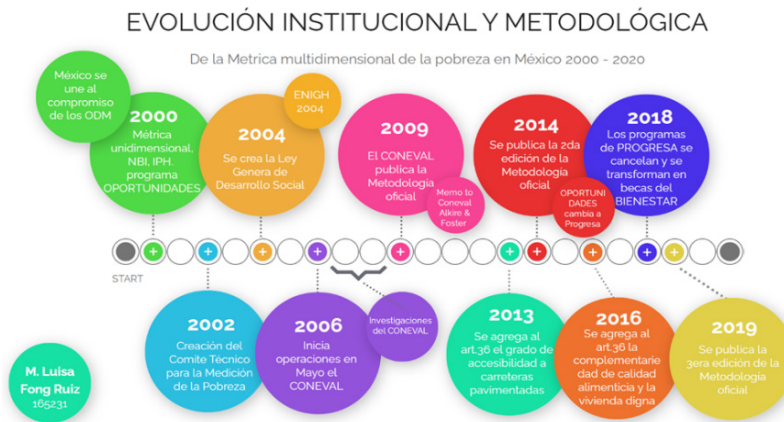 EVOLUCIÓN INSTITUCIONAL Y METODOLÓGICA
De la Metrica multidimensional de la pobreza en México 2000 - 2020
México se
une al
compromiso
de los ODM
2000
Métrica
unidimensional,
NBI, IPH.
programa
OPORTUNIDADES
2004
Se crea la Ley
Genera de
Desarrollo Social
ENIGH
2004
2009
El CONEVAL
publica la
Metodología
oficial
Memo to
Coneval
Alkire &
Foster
2014
Se publica la 2da
edición de la
Metodología
oficial
OPORTUNI
DADES
cambia a
Progresa
2018
Los programas
de PROGRESA se
cancelan y se
transforman en
becas del
BIENESTAR
START
2002
Creación del
Comite Técnico
para la Medición
de la Pobreza
2006
Inicia
operaciones en
Mayo el
CONEVAL
Investigaciones
del CONEVAL
2013
Se agrega al
art.36 el grado de
accesibilidad a
carreteras
pavimentadas
2016
Se agrega al
art.36 la
complementarie
dad de calidad
alimenticia y la
vivienda digna
2019
Se publica la
3era edición de la
Metodología
oficial
M. Luisa
Fong Ruiz
165231